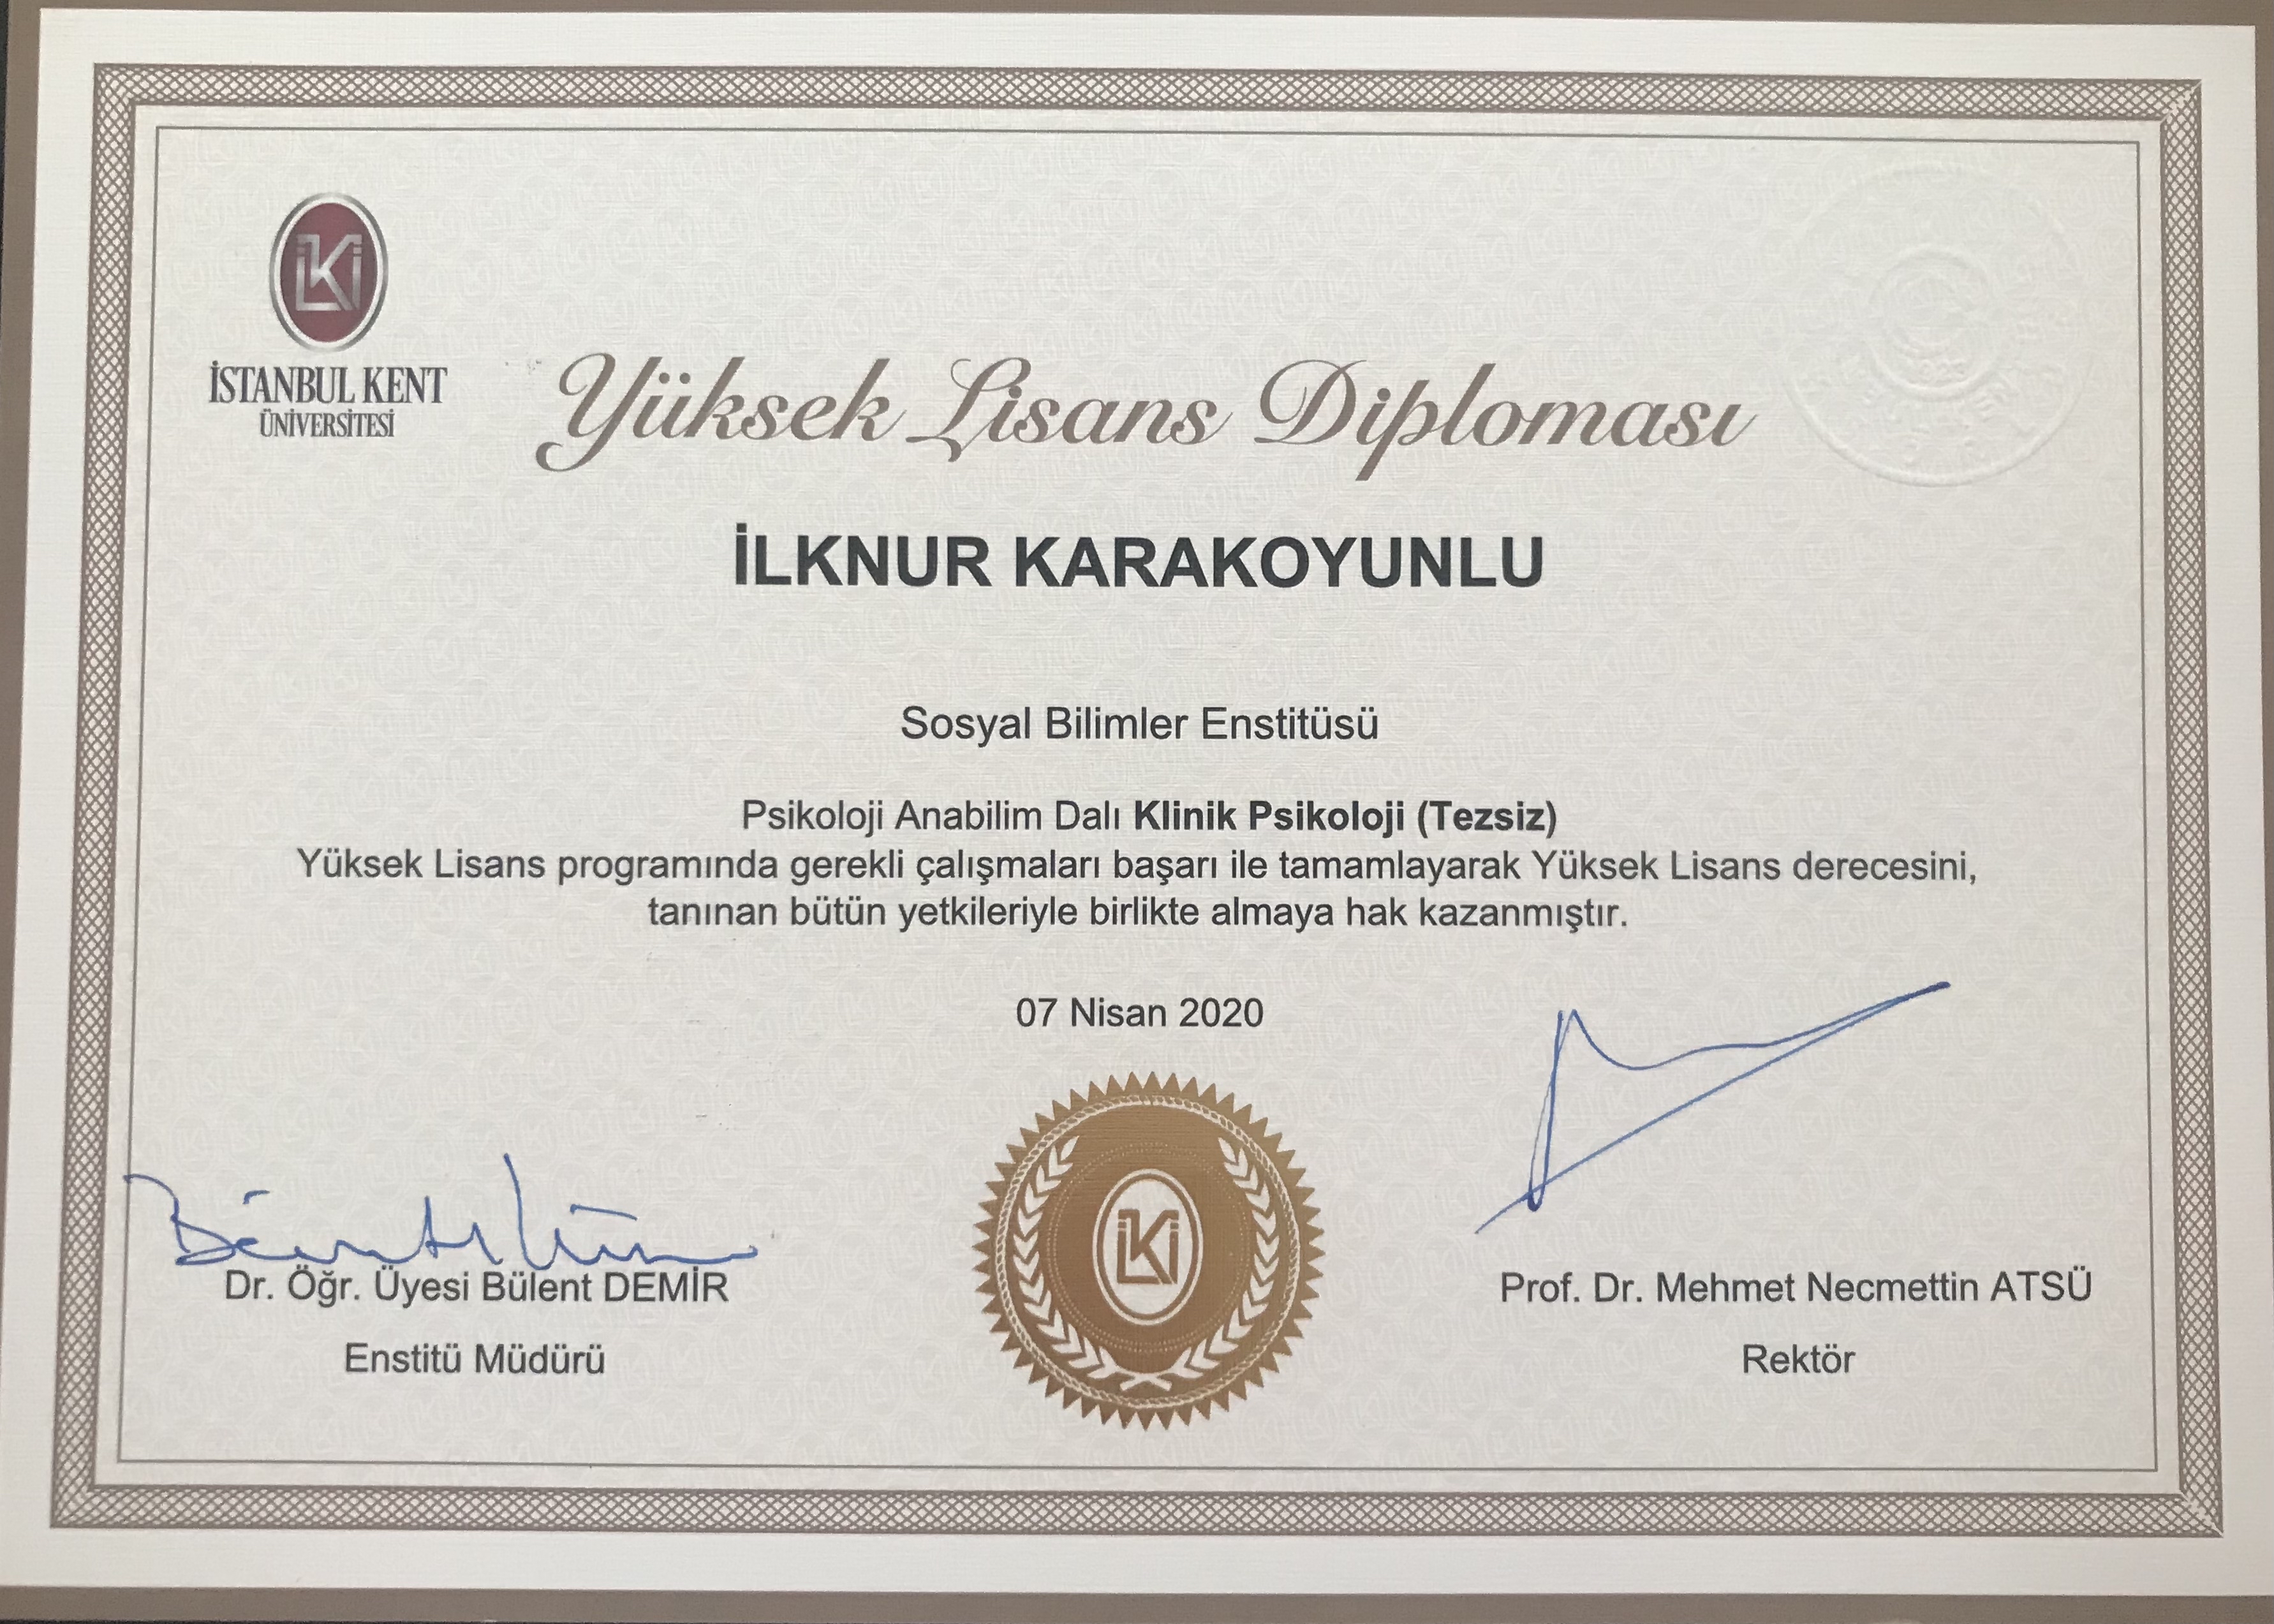 İSTANBUL KENT
ÜNİVERSİTESİ
Yüksek Lisans Diploması
İLKNUR KARAKOYUNLU
Sosyal Bilimler Enstitüsü
Psikoloji Anabilim Dalı Klinik Psikoloji (Tezsiz)
Yüksek Lisans programında gerekli çalışmaları başarı ile tamamlayarak Yüksek Lisans derecesini,
tanınan bütün yetkileriyle birlikte almaya hak kazanmıştır.
07 Nisan 2020
Dr. Öğr. Üyesi Bülent DEMİR
Enstitü Müdürü
Prof. Dr. Mehmet Necmettin ATSÜ
Rektör